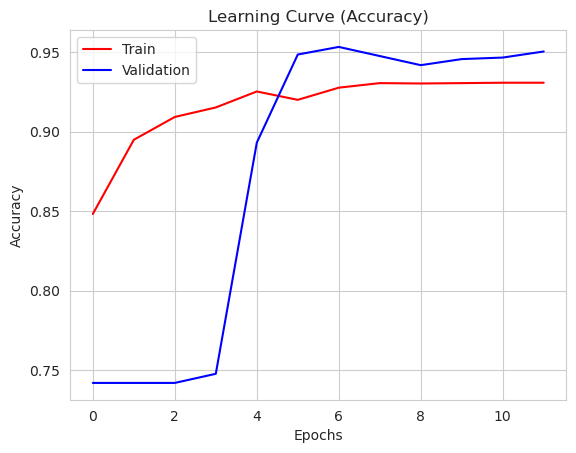 Learning Curve (Accuracy)
Train
Validation
Accuracy
0.95
0.90
0.85
0.80
0.75
0 2 4 6 8 10
Epochs